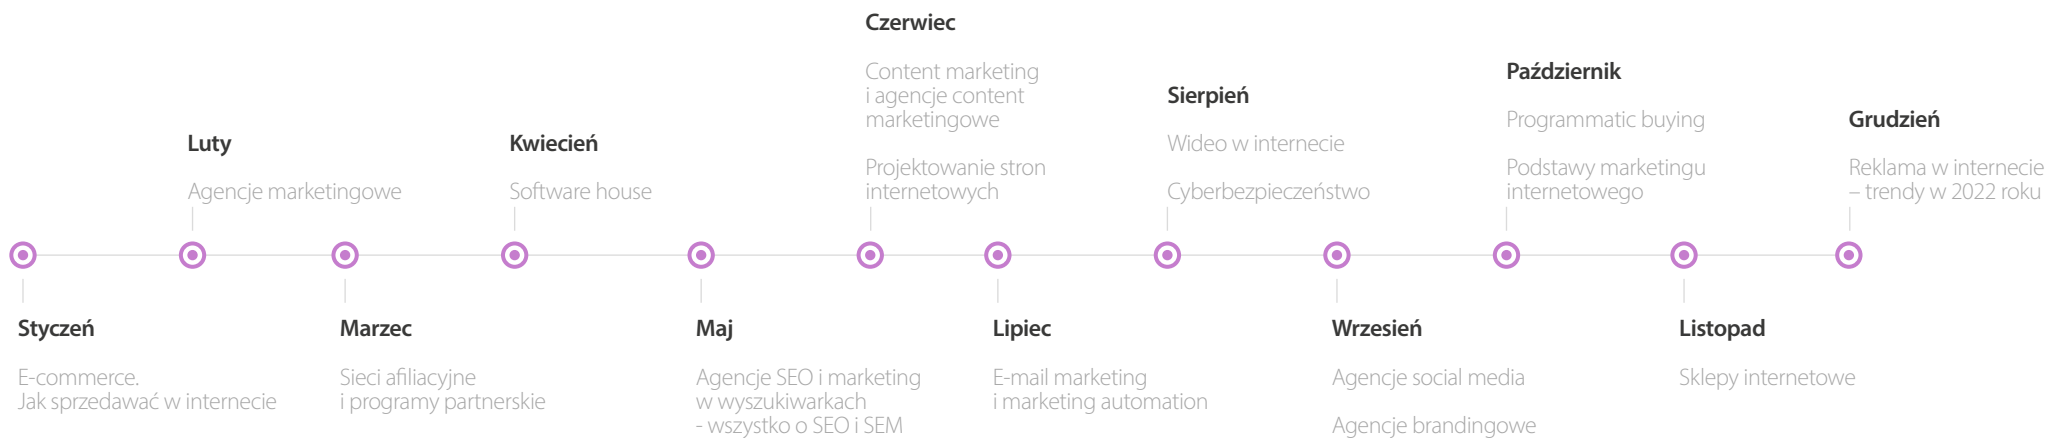 Styczeń
E-commerce.
Jak sprzedawać w internecie
Luty
Agencje marketingowe
Marzec
Sieci afiliacyjne
i programy partnerskie
Kwiecień
Software house
Maj
Agencje SEO i marketing
w wyszukiwarkach
- wszystko o SEO i SEM
Czerwiec
Content marketing
i agencje content
marketingowe
Projektowanie stron
internetowych
Lipiec
E-mail marketing
i marketing automation
Sierpień
Wideo w internecie
Cyberbezpieczeństwo
Wrzesień
Agencje social media
Agencje brandingowe
Październik
Programmatic buying
Podstawy marketingu
internetowego
Listopad
Sklepy internetowe
Grudzień
Reklama w internecie
– trendy w 2022 roku